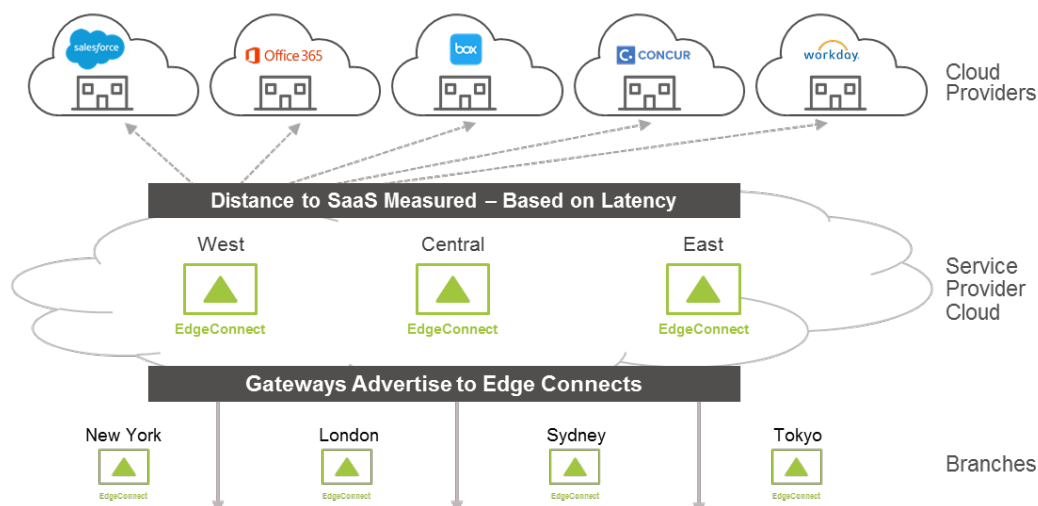 salesforce
Office 365
box
CONCUR
workday.
Cloud
Providers
Distance to SaaS Measured – Based on Latency
West
Central
East
EdgeConnect
EdgeConnect
EdgeConnect
Service
Provider
Cloud
Gateways Advertise to Edge Connects
New York
London
Sydney
Tokyo
EdgeConnect
EdgeConnect
EdgeConnect
EdgeConnect
Branches